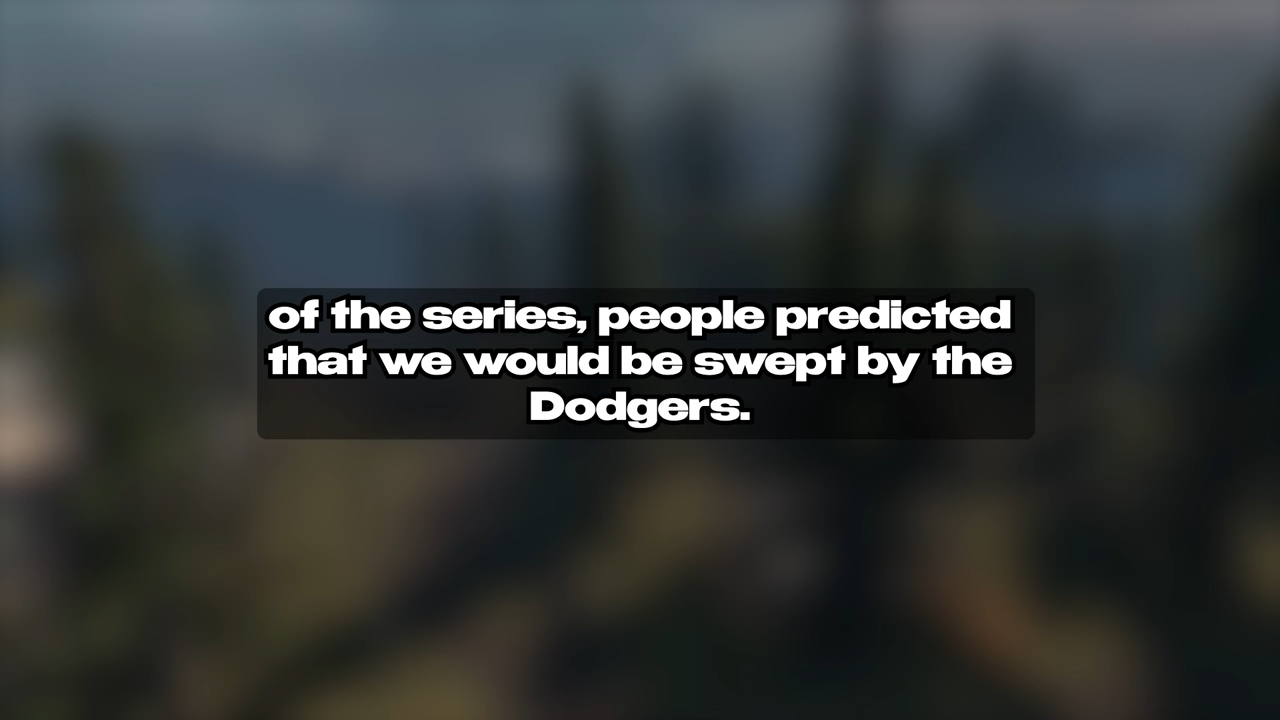 of the series, people predicted
that we would be swept by the
Dodgers.